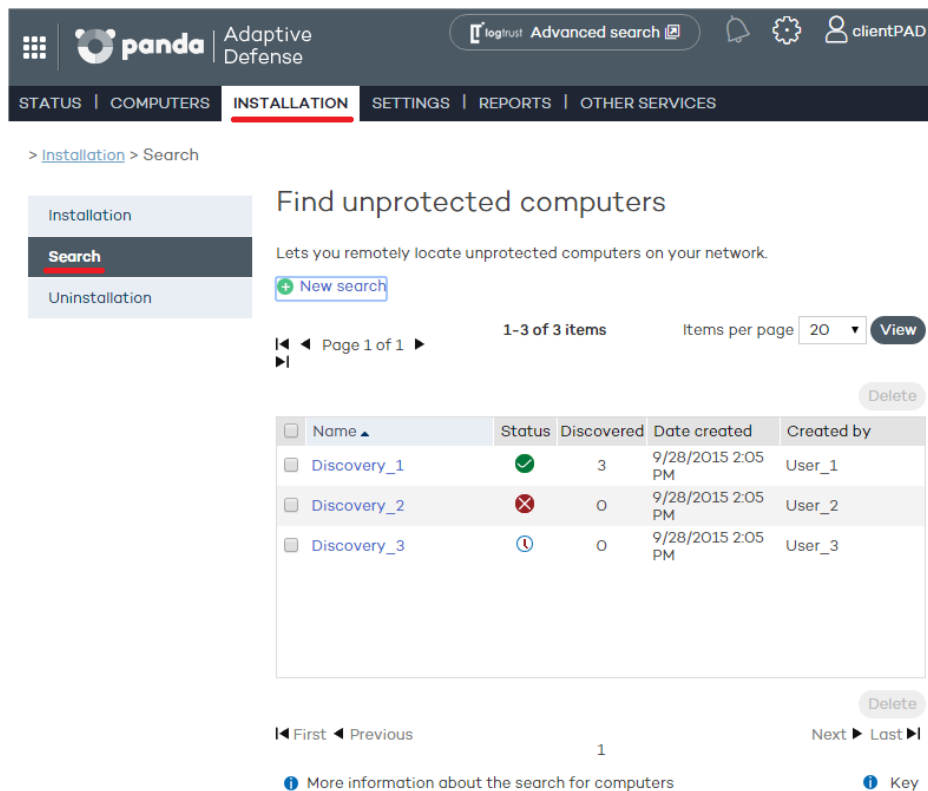 panda Adaptive Defense
logtrust Advanced search
clientPAD
STATUS | COMPUTERS INSTALLATION SETTINGS | REPORTS | OTHER SERVICES
> Installation > Search
Installation
Search
Uninstallation
Find unprotected computers
Lets you remotely locate unprotected computers on your network.
New search
Page 1 of 1
1-3 of 3 items
Items per page 20 View
Delete
Name Status Discovered Date created Created by
Discovery_1 3 9/28/2015 2:05 PM User_1
Discovery_2 0 9/28/2015 2:05 PM User_2
Discovery_3 0 9/28/2015 2:05 PM User_3
Delete
First Previous
1
Next Last
More information about the search for computers
Key